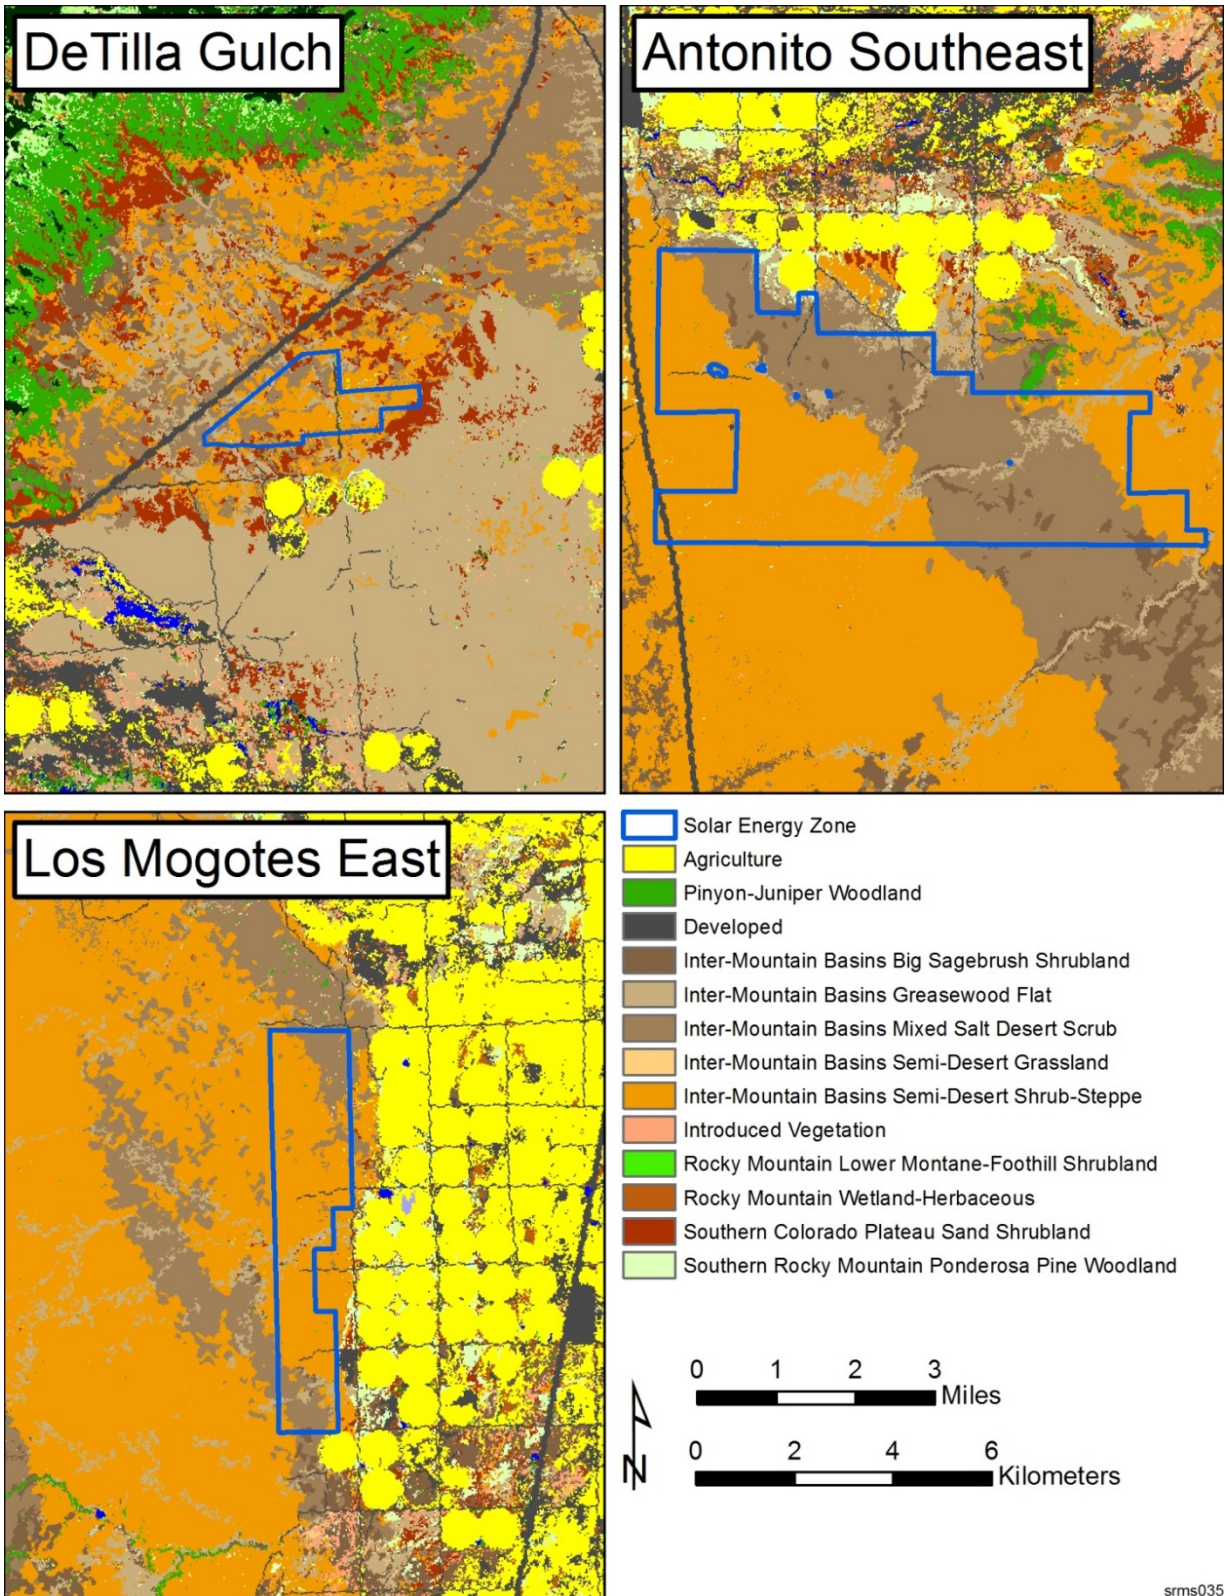 DeTilla Gulch
Antonito Southeast
Los Mogotes East
Solar Energy Zone
Agriculture
Pinyon-Juniper Woodland
Developed
Inter-Mountain Basins Big Sagebrush Shrubland
Inter-Mountain Basins Greasewood Flat
Inter-Mountain Basins Mixed Salt Desert Scrub
Inter-Mountain Basins Semi-Desert Grassland
Inter-Mountain Basins Semi-Desert Shrub-Steppe
Introduced Vegetation
Rocky Mountain Lower Montane-Foothill Shrubland
Rocky Mountain Wetland-Herbaceous
Southern Colorado Plateau Sand Shrubland
Southern Rocky Mountain Ponderosa Pine Woodland
0 1 2 3
Miles
N
0 2 4 6
Kilometers
srms035